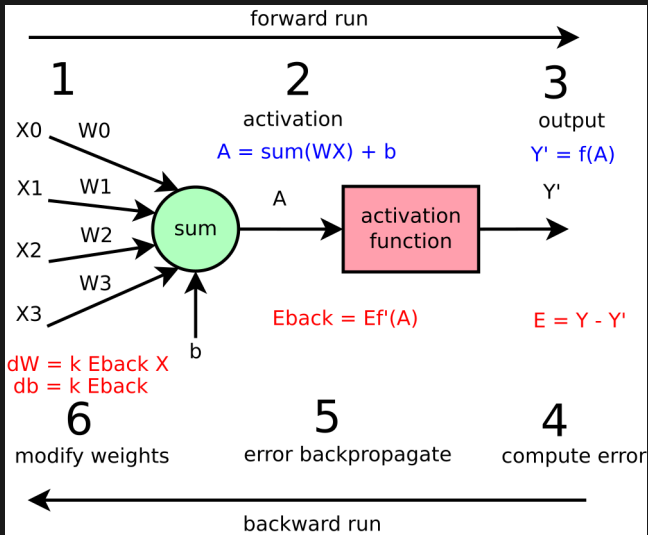 forward run
1
2
3
activation
output
A = sum(WX) + b
Y' = f(A)
X0
W0
X1
W1
X2
W2
X3
W3
sum
A
activation
function
Y'
b
Eback = Ef'(A)
E = Y - Y'
dW = k Eback X
db = k Eback
6
5
4
modify weights
error backpropagate
compute error
backward run